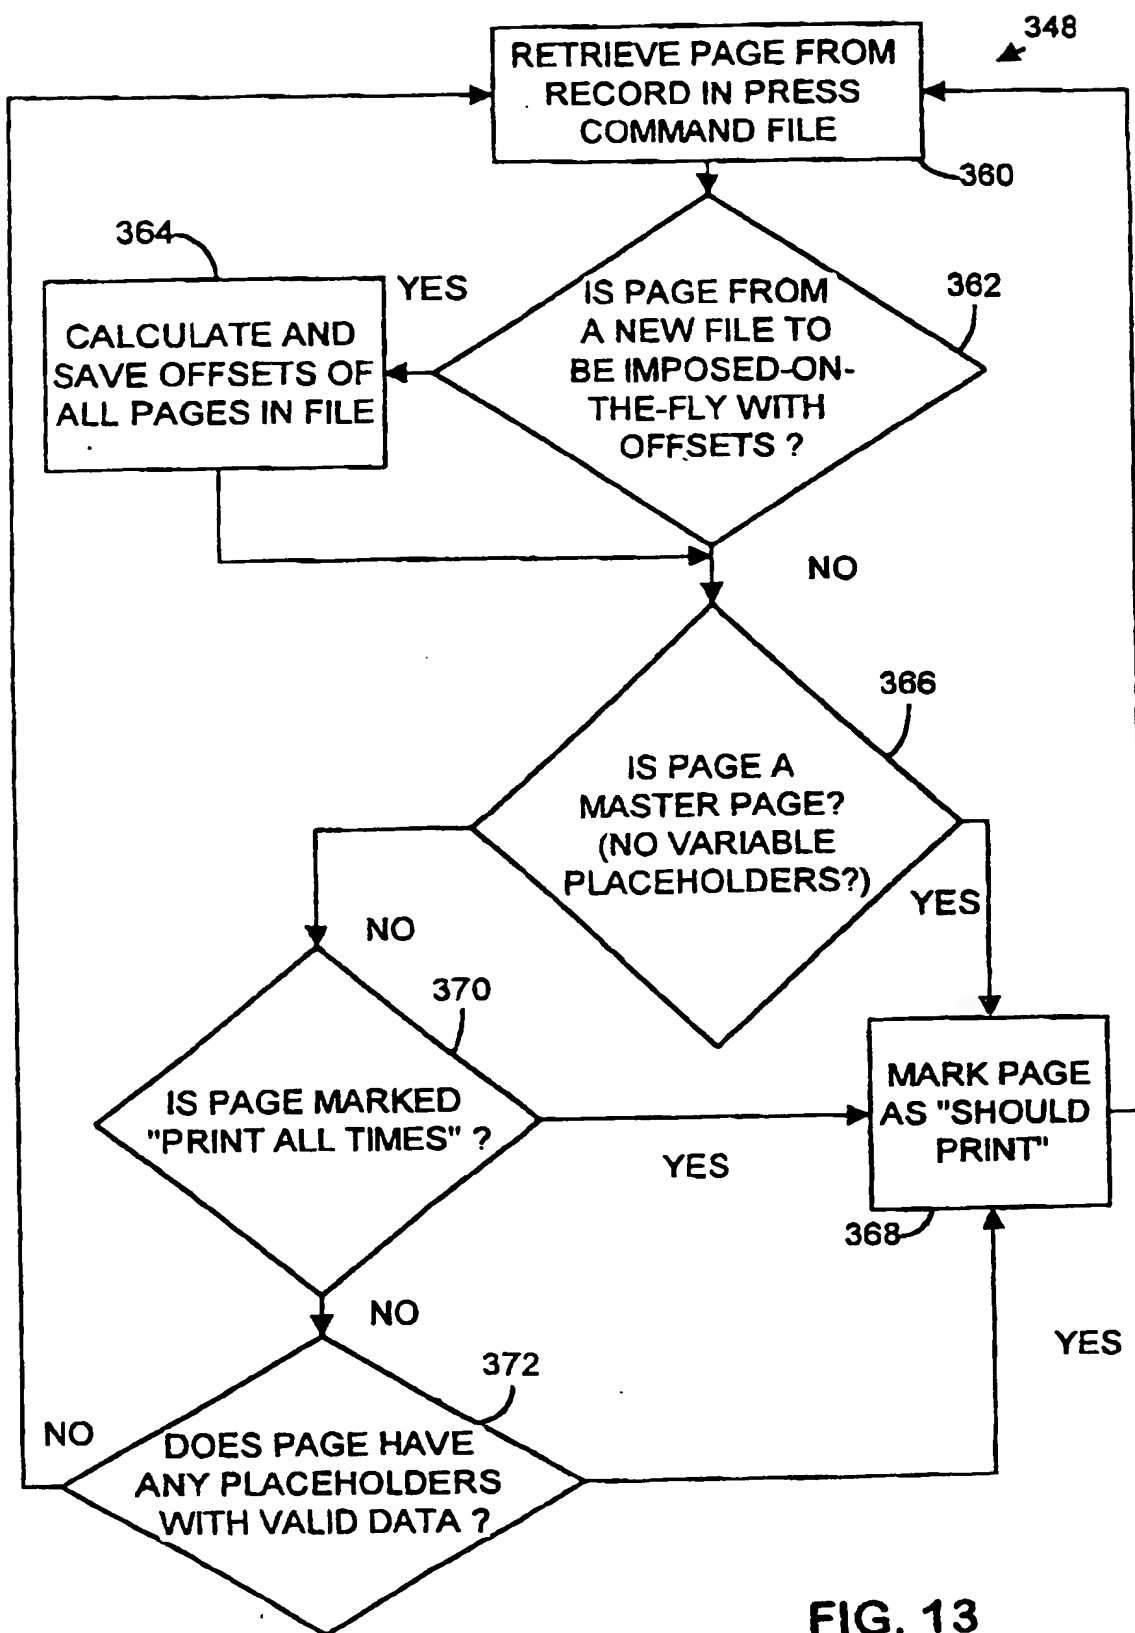 348
RETRIEVE PAGE FROM
RECORD IN PRESS
COMMAND FILE
360
364
YES
362
IS PAGE FROM
A NEW FILE TO
BE IMPOSED-ON-
THE-FLY WITH
OFFSETS ?
CALCULATE AND
SAVE OFFSETS OF
ALL PAGES IN FILE
NO
366
IS PAGE A
MASTER PAGE?
(NO VARIABLE
PLACEHOLDERS?)
YES
NO
370
IS PAGE MARKED
"PRINT ALL TIMES" ?
YES
MARK PAGE
AS "SHOULD
PRINT"
368
NO
YES
372
NO
DOES PAGE HAVE
ANY PLACEHOLDERS
WITH VALID DATA ?
FIG. 13